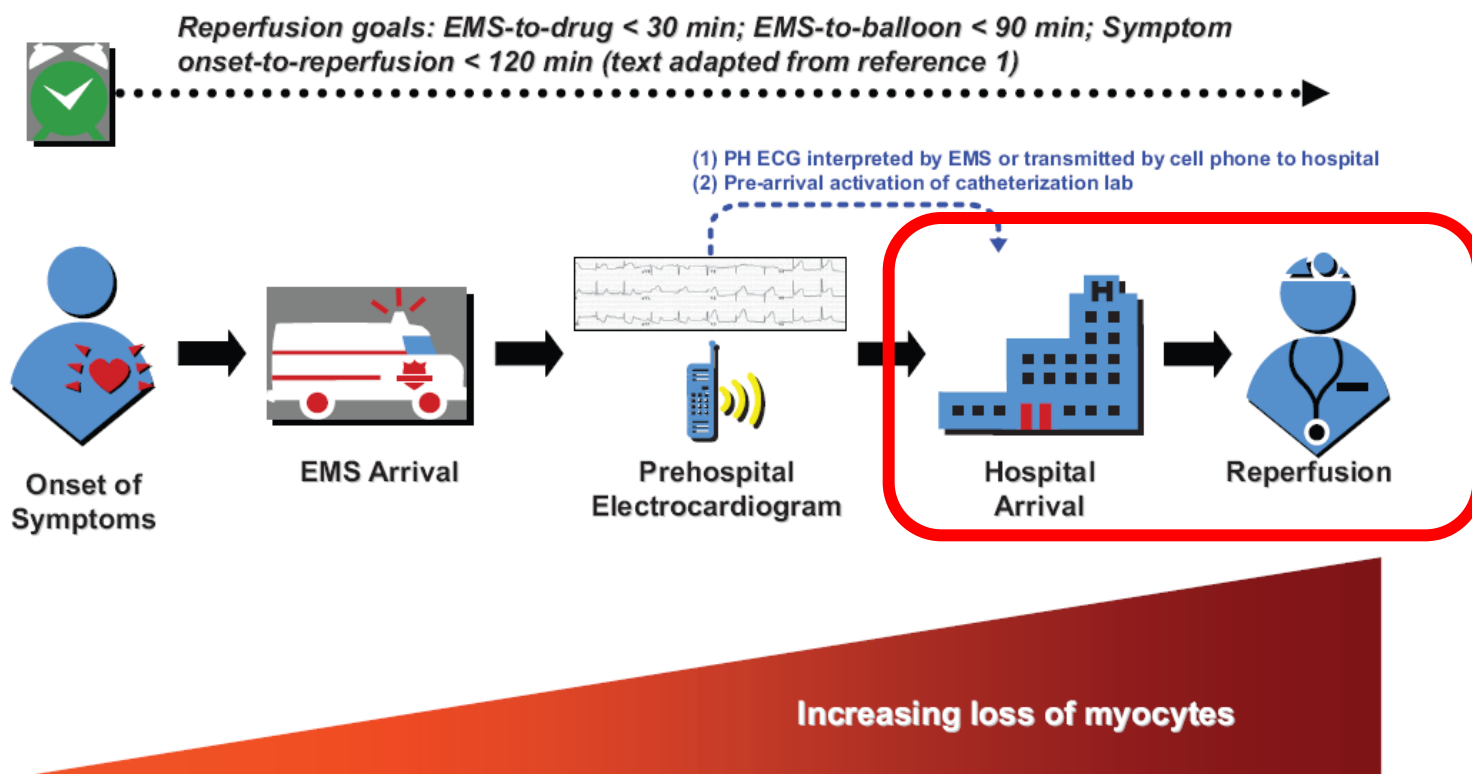 Reperfusion goals: EMS-to-drug < 30 min; EMS-to-balloon < 90 min; Symptom
onset-to-reperfusion < 120 min (text adapted from reference 1)
(1) PH ECG interpreted by EMS or transmitted by cell phone to hospital
(2) Pre-arrival activation of catheterization lab
H
Onset of
Symptoms
EMS Arrival
Prehospital
Electrocardiogram
Hospital
Arrival
Reperfusion
Increasing loss of myocytes